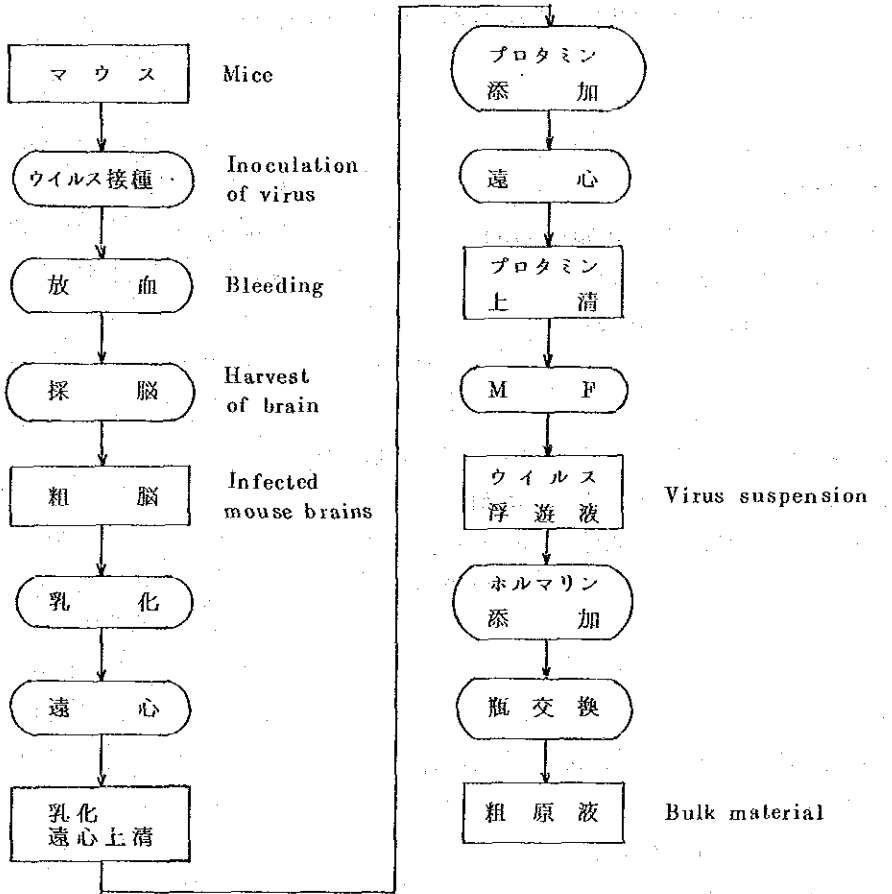 マウス
Mice
ウイルス接種
Inoculation
of virus
放血
Bleeding
採脳
Harvest
of brain
粗脳
Infected
mouse brains
乳化
遠心
乳化
遠心上清
プロタミン
添加
遠心
プロタミン
上清
M F
ウイルス
浮遊液
Virus suspension
ホルマリン
添加
瓶交換
粗原液
Bulk material